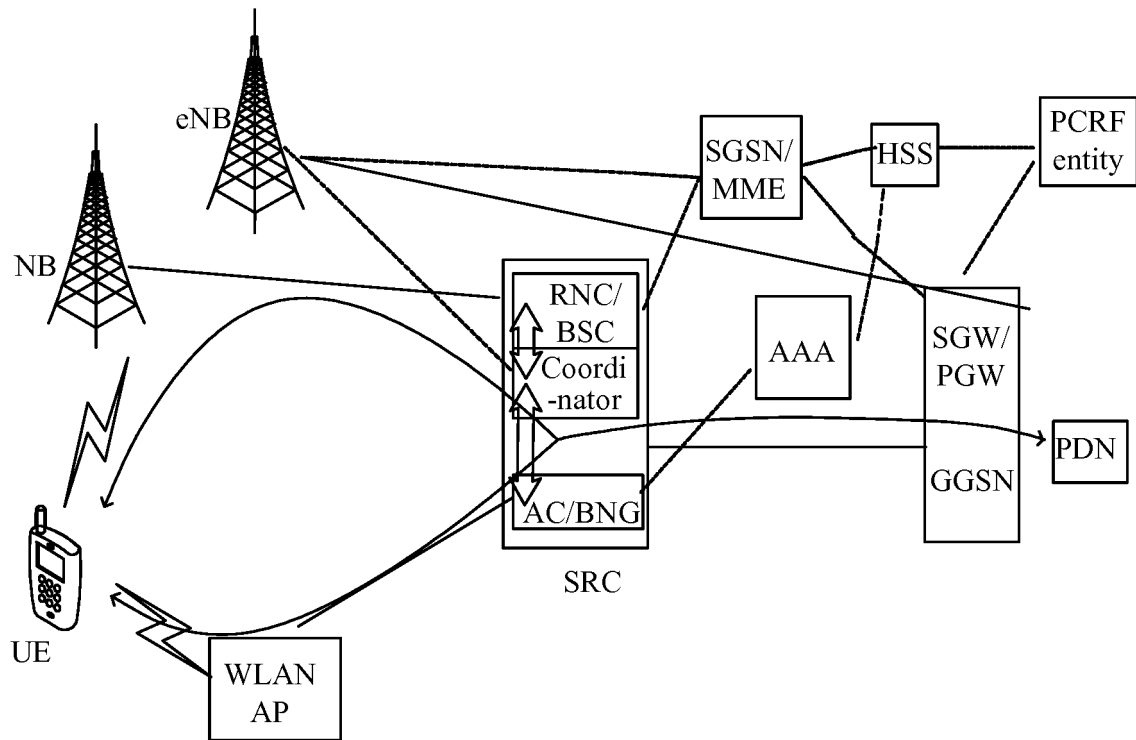 eNB
NB
SGSN/
MME
HSS
PCRF
entity
RNC/
BSC
Coordi
-nator
AAA
SGW/
PGW
GGSN
PDN
AC/BNG
SRC
UE
WLAN
AP